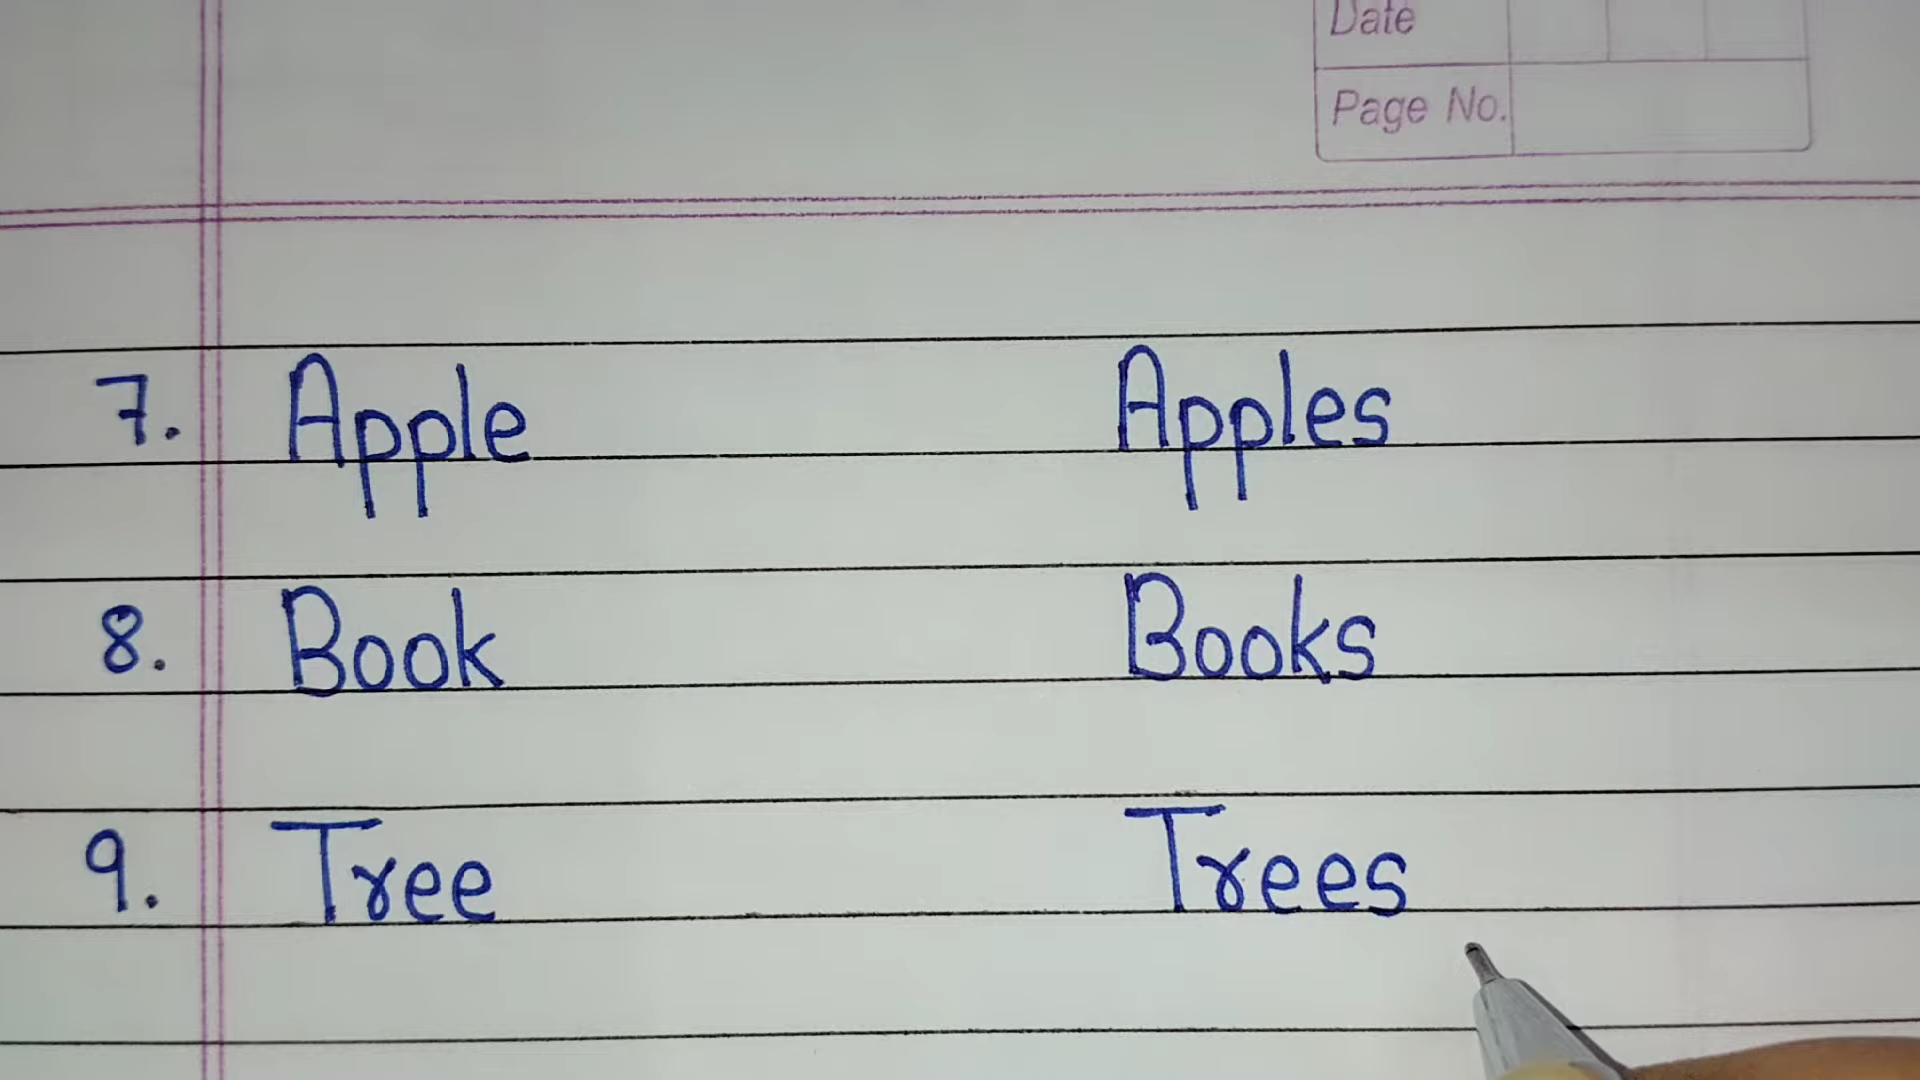 Date
Page No.
7. Apple Apples
8. Book Books
9. Tree Trees